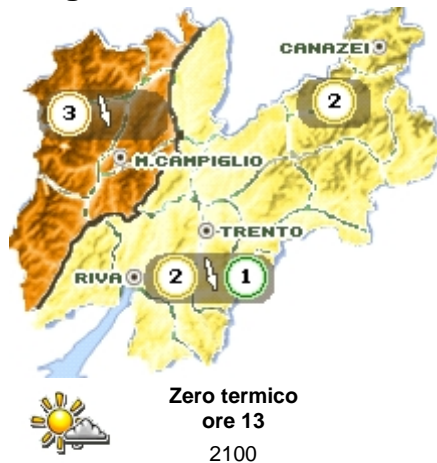 CANAZEI
3
2
M.CAMPIGLIO
TRENTO
RIVA
2 1
Zero termico
ore 13
2100